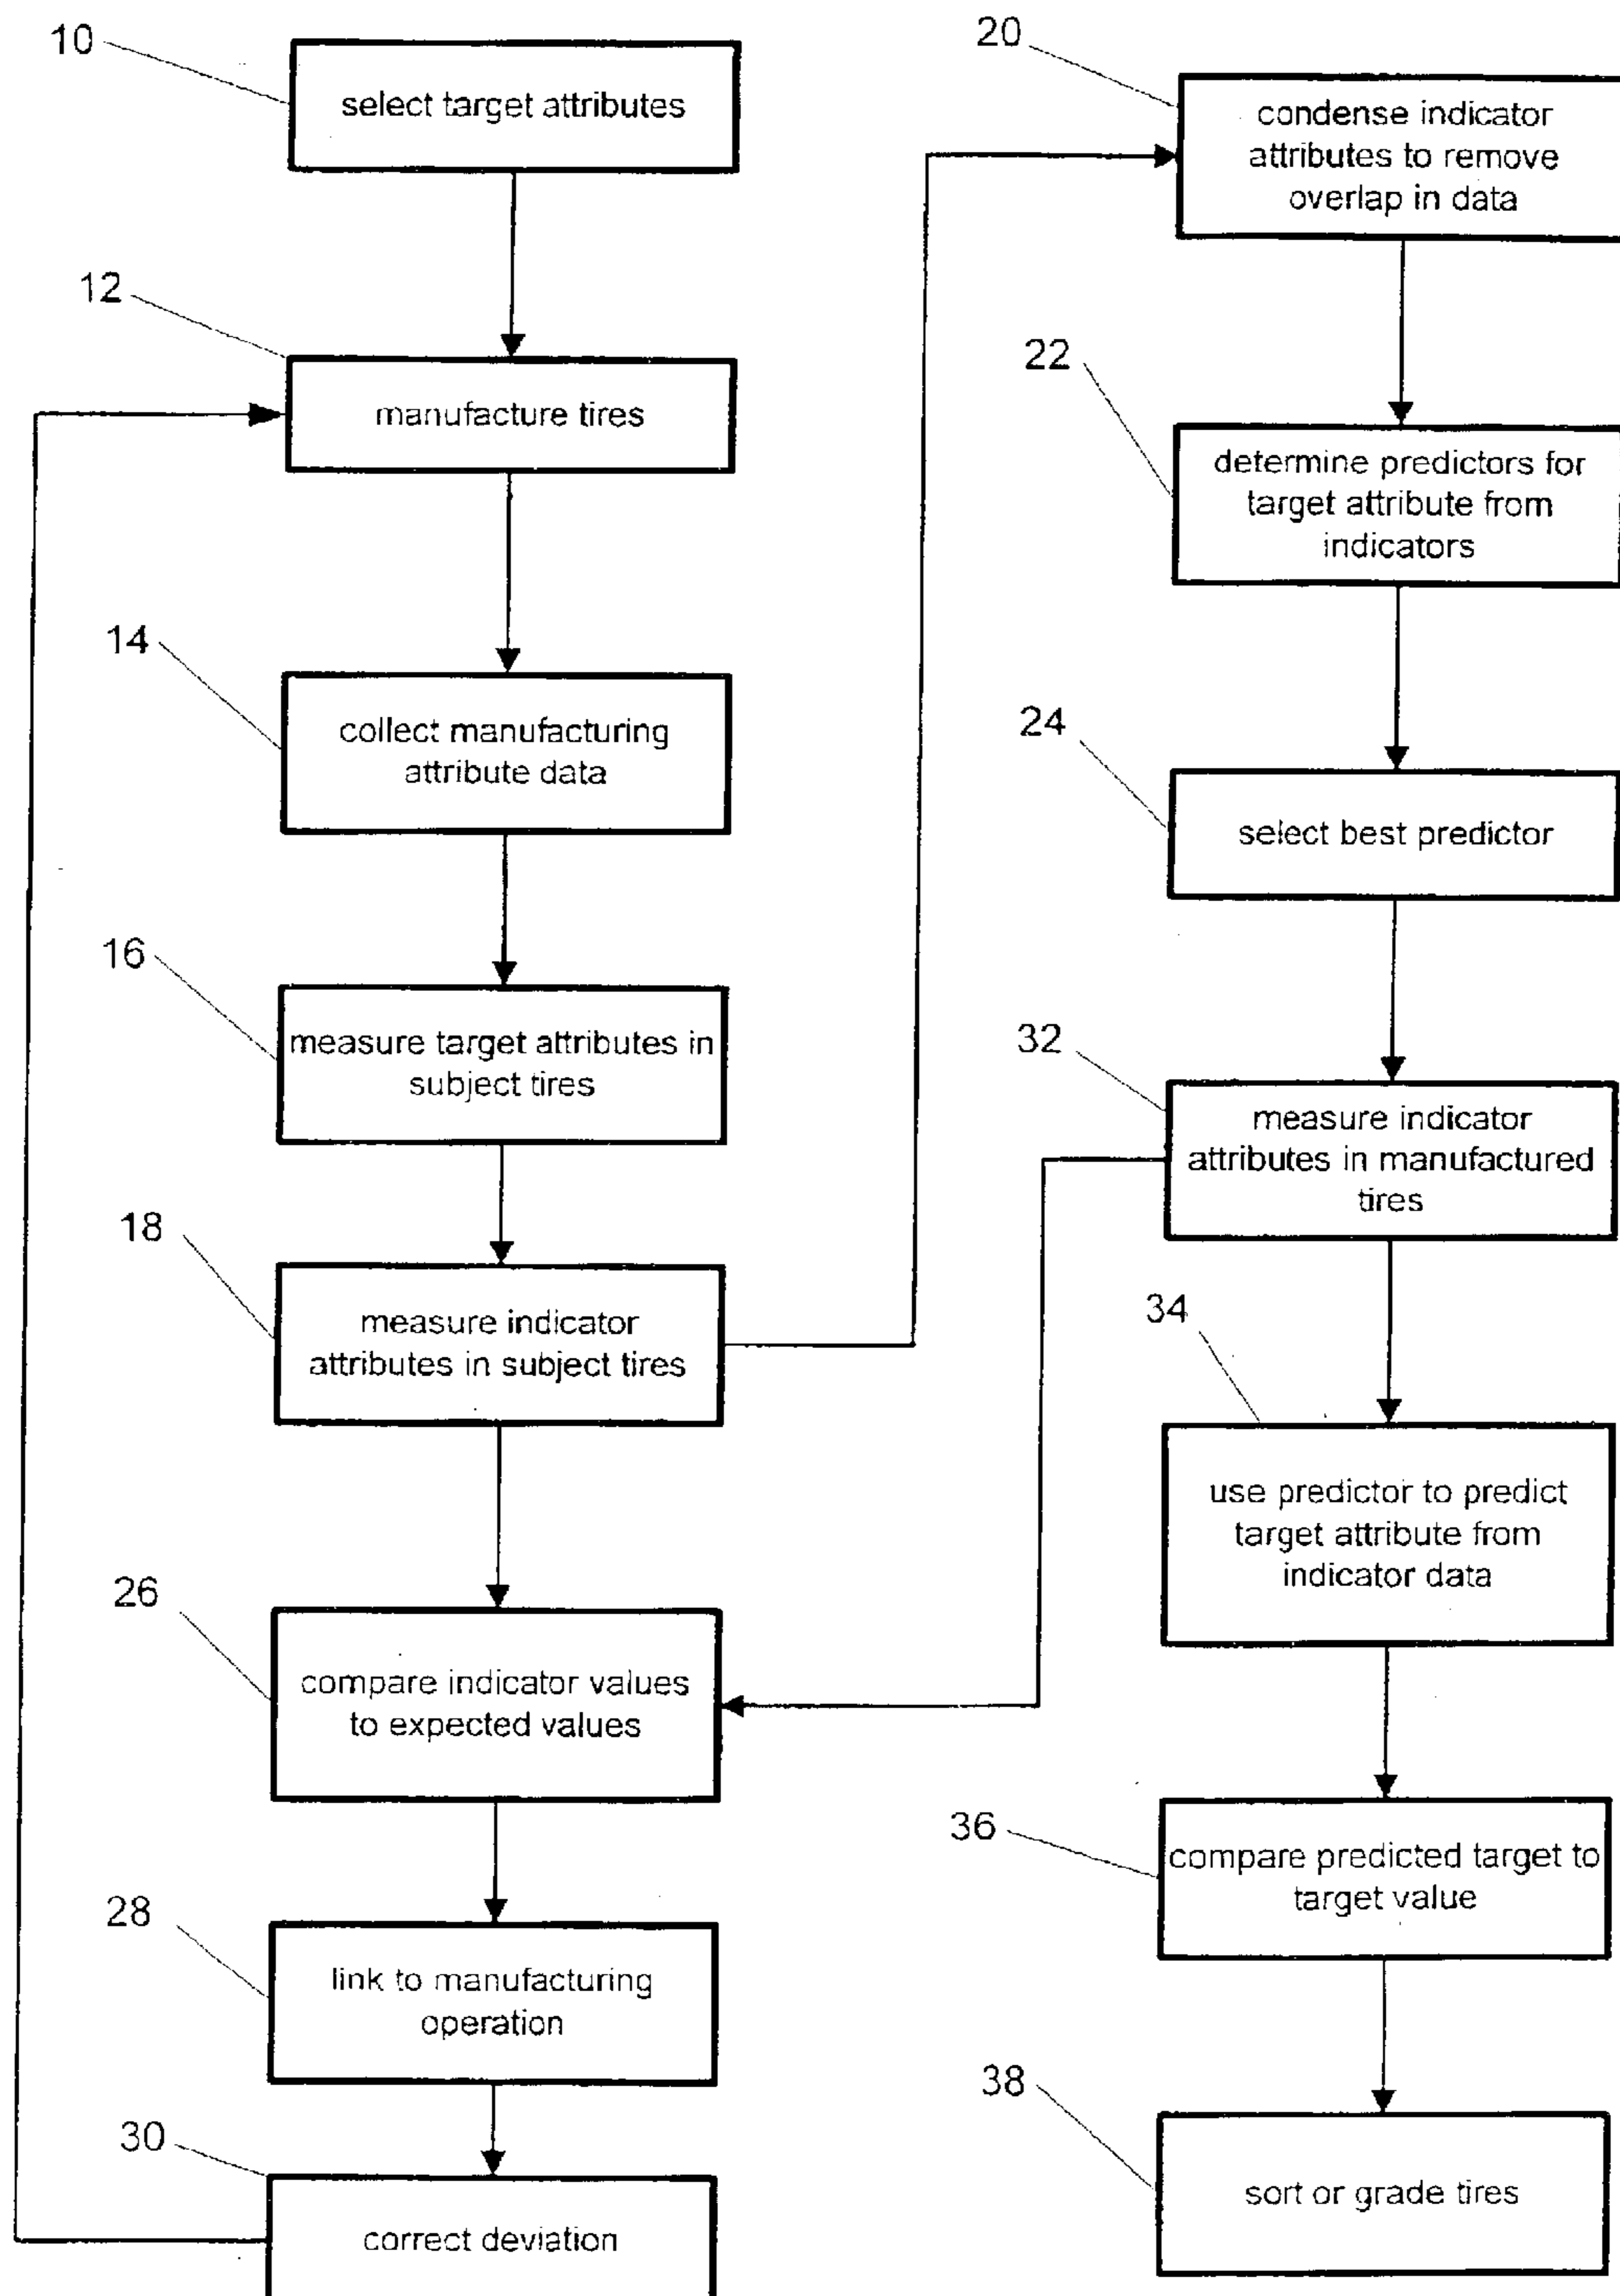 10
select target attributes
12
manufacture tires
14
collect manufacturing
attribute data
16
measure target attributes in
subject tires
18
measure indicator
attributes in subject tires
26
compare indicator values
to expected values
28
link to manufacturing
operation
30
correct deviation
20
condense indicator
attributes to remove
overlap in data
22
determine predictors for
target attribute from
indicators
24
select best predictor
32
measure indicator
attributes in manufactured
tires
34
use predictor to predict
target attribute from
indicator data
36
compare predicted target to
target value
38
sort or grade tires